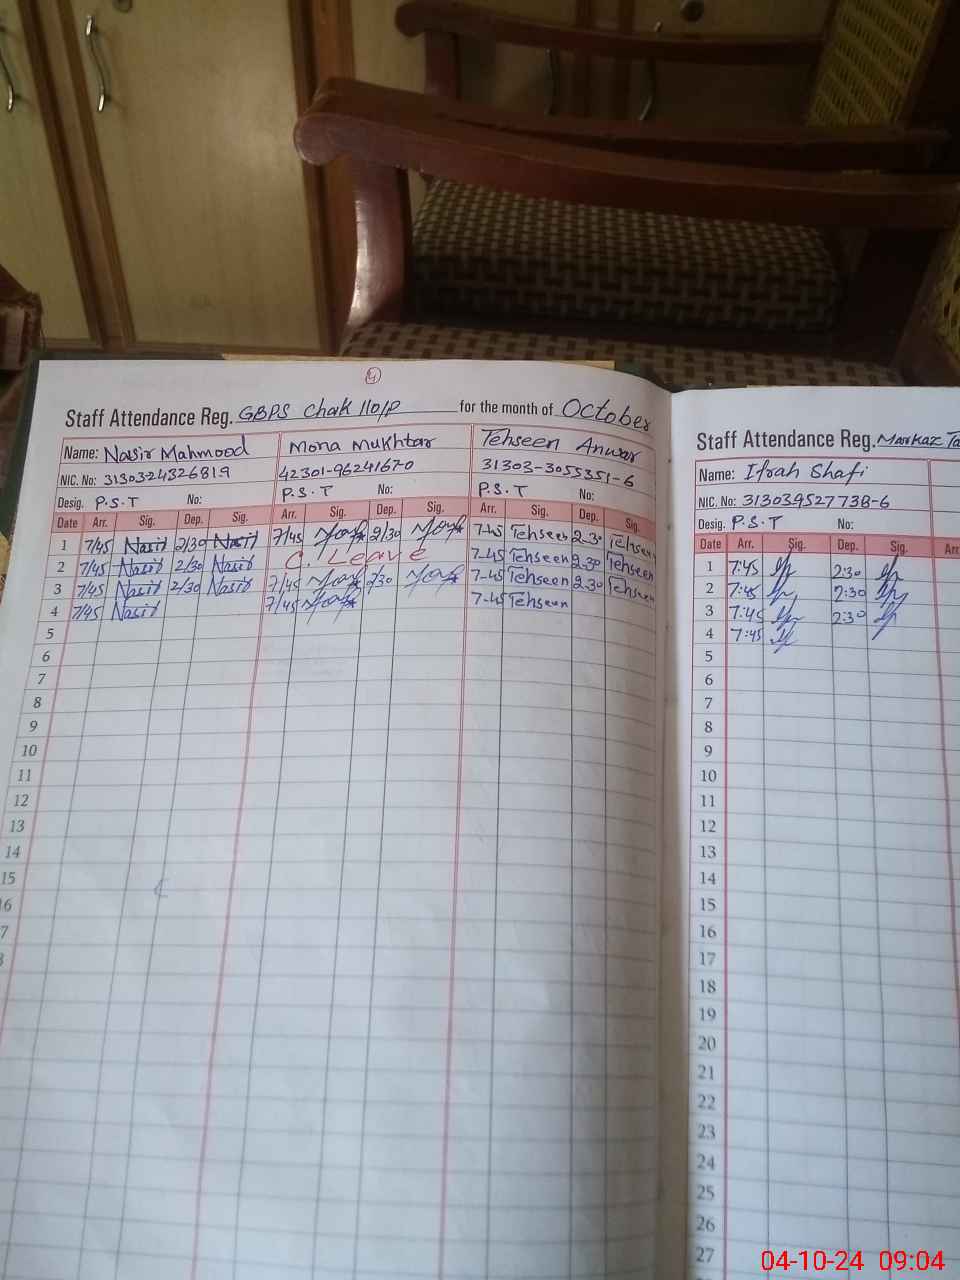 4
Staff Attendance Reg. GBPS Chak 110/P for the month of October
Name: Nasir Mahmood Mona Mukhtar Tehseen Anwar
NIC. No: 3130324326819 42301-9624167-0 31303-3055351-6
Desig. P.S.T No: P.S.T No: P.S.T No:
Date Arr. Sig. Dep. Sig. Arr. Sig. Dep. Sig. Arr. Sig. Dep. Sig.
1 7/45 Nasir 2/30 Nasir 7/45 2/30 7-45 Tehseen 2.30 Tehseen
2 7/45 Nasir 2/30 Nasir C. Leave 7-45 Tehseen 2.30 Tehseen
3 7/45 Nasir 2/30 Nasir 7/45 2/30 7-45 Tehseen 2.30 Tehseen
4 7/45 Nasir 7/45 7-45 Tehseen
5
6
7
8
9
10
11
12
13
14
15
16
7
Staff Attendance Reg. Markaz
Name: Ifrah Shafi
NIC. No: 313039527738-6
Desig. P.S.T No:
Date Arr. Sig. Dep. Sig. Arr
1 7:45 2:30
2 7:45 2:30
3 7:45 2:30
4 7:45
5
6
7
8
9
10
11
12
13
14
15
16
17
18
19
20
21
22
23
24
25
26
27
04-10-24 09:04